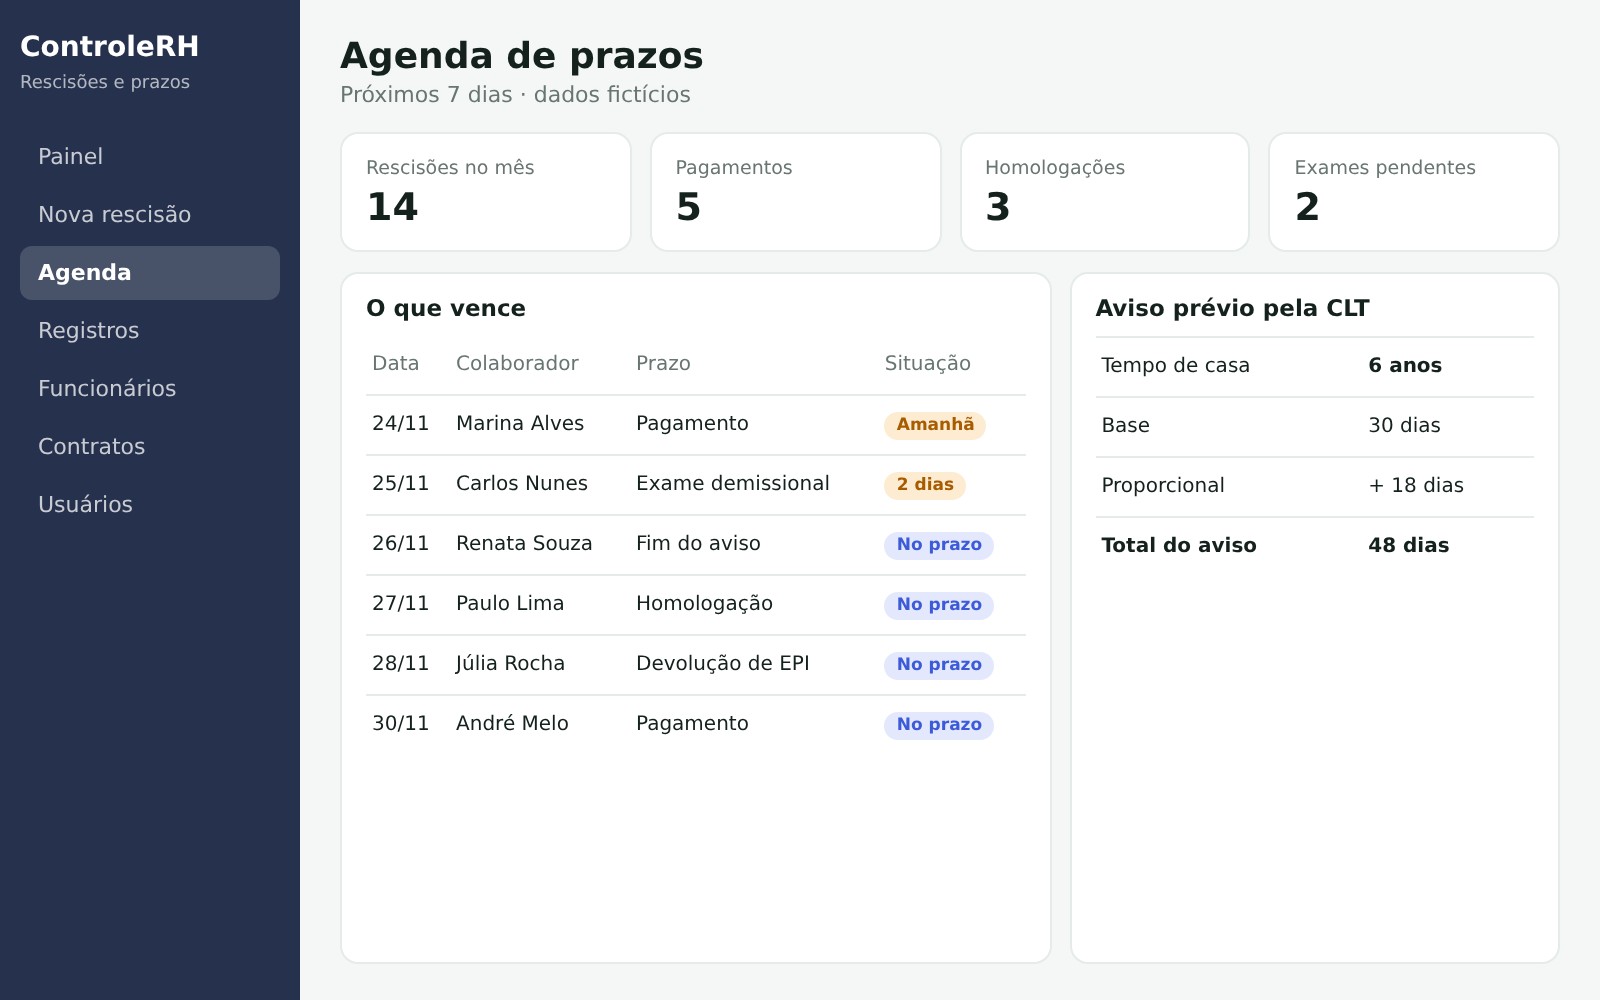 ControleRH
Rescisões e prazos
Painel
Nova rescisão
Agenda
Registros
Funcionários
Contratos
Usuários
Agenda de prazos
Próximos 7 dias · dados fictícios
Rescisões no mês
14
Pagamentos
5
Homologações
3
Exames pendentes
2
O que vence
Data Colaborador Prazo Situação
24/11 Marina Alves Pagamento Amanhã
25/11 Carlos Nunes Exame demissional 2 dias
26/11 Renata Souza Fim do aviso No prazo
27/11 Paulo Lima Homologação No prazo
28/11 Júlia Rocha Devolução de EPI No prazo
30/11 André Melo Pagamento No prazo
Aviso prévio pela CLT
Tempo de casa 6 anos
Base 30 dias
Proporcional + 18 dias
Total do aviso 48 dias